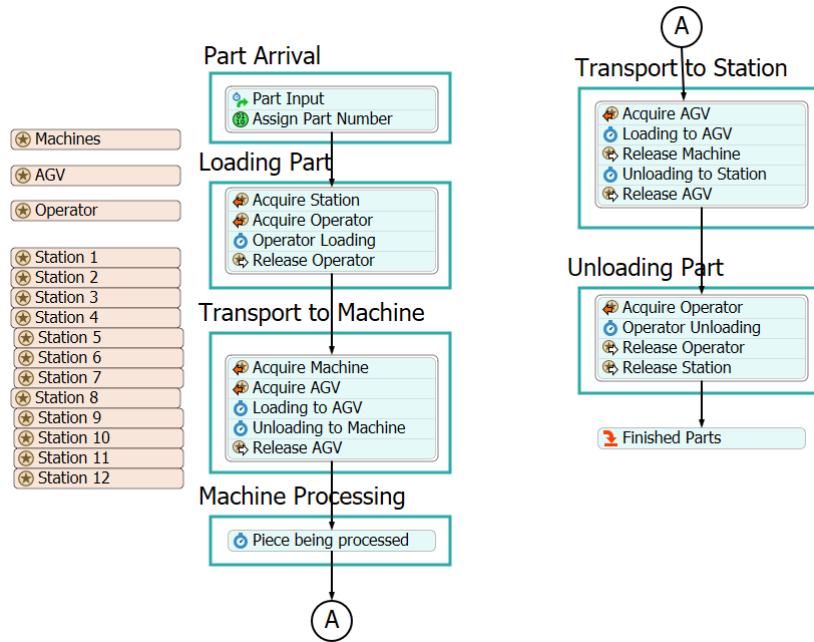 Machines
AGV
Operator
Station 1
Station 2
Station 3
Station 4
Station 5
Station 6
Station 7
Station 8
Station 9
Station 10
Station 11
Station 12
Part Arrival
Part Input
Assign Part Number
Loading Part
Acquire Station
Acquire Operator
Operator Loading
Release Operator
Transport to Machine
Acquire Machine
Acquire AGV
Loading to AGV
Unloading to Machine
Release AGV
Machine Processing
Piece being processed
A
A
Transport to Station
Acquire AGV
Loading to AGV
Release Machine
Unloading to Station
Release AGV
Unloading Part
Acquire Operator
Operator Unloading
Release Operator
Release Station
Finished Parts